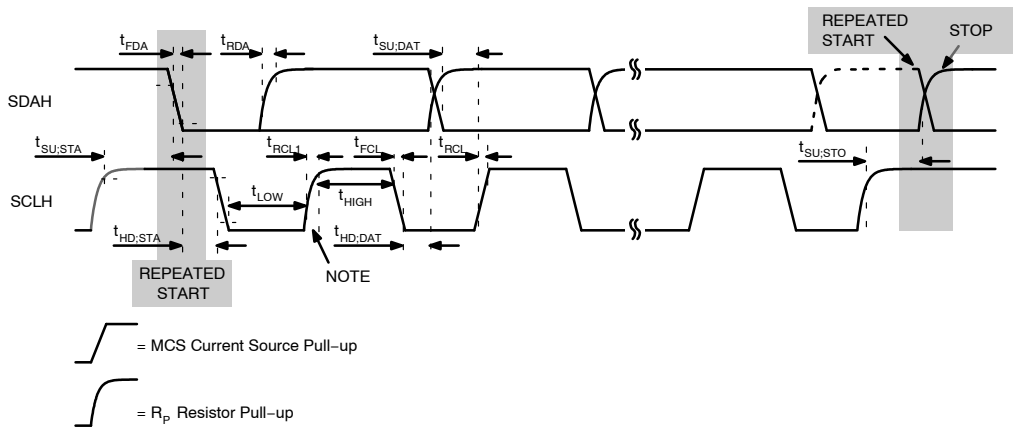 REPEATED
START
STOP
tFDA
tRDA
tSU;DAT
SDAH
tSU;STA
tRCL1
tFCL
tRCL
tSU;STO
SCLH
tLOW
tHIGH
tHD;STA
tHD;DAT
REPEATED
START
NOTE
= MCS Current Source Pull−up
= RP Resistor Pull−up